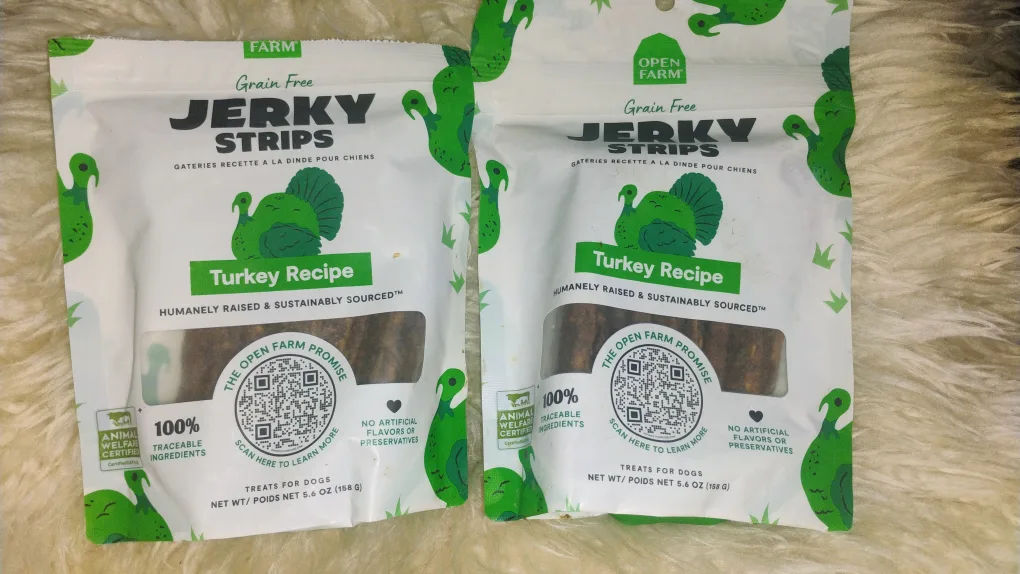 FARM
Grain Free
JERKY
STRIPS
GATERIES RECETTE A LA DINDE POUR CHIENS
Turkey Recipe
HUMANELY RAISED & SUSTAINABLY SOURCED™
THE OPEN FARM PROMISE
SCAN HERE TO LEARN MORE
100%
TRACEABLE
INGREDIENTS
NO ARTIFICIAL
FLAVORS OR
PRESERVATIVES
ANIMAL
WELFARE
CERTIFIED
TREATS FOR DOGS
NET WT/ POIDS NET 5.6 OZ (158 G)
OPEN
FARM
Grain Free
JERKY
STRIPS
GATERIES RECETTE A LA DINDE POUR CHIENS
Turkey Recipe
HUMANELY RAISED & SUSTAINABLY SOURCED™
THE OPEN FARM PROMISE
SCAN HERE TO LEARN MORE
100%
TRACEABLE
INGREDIENTS
NO ARTIFICIAL
FLAVORS OR
PRESERVATIVES
ANIMAL
WELFARE
CERTIFIED
TREATS FOR DOGS
NET WT/ POIDS NET 5.6 OZ (158 G)